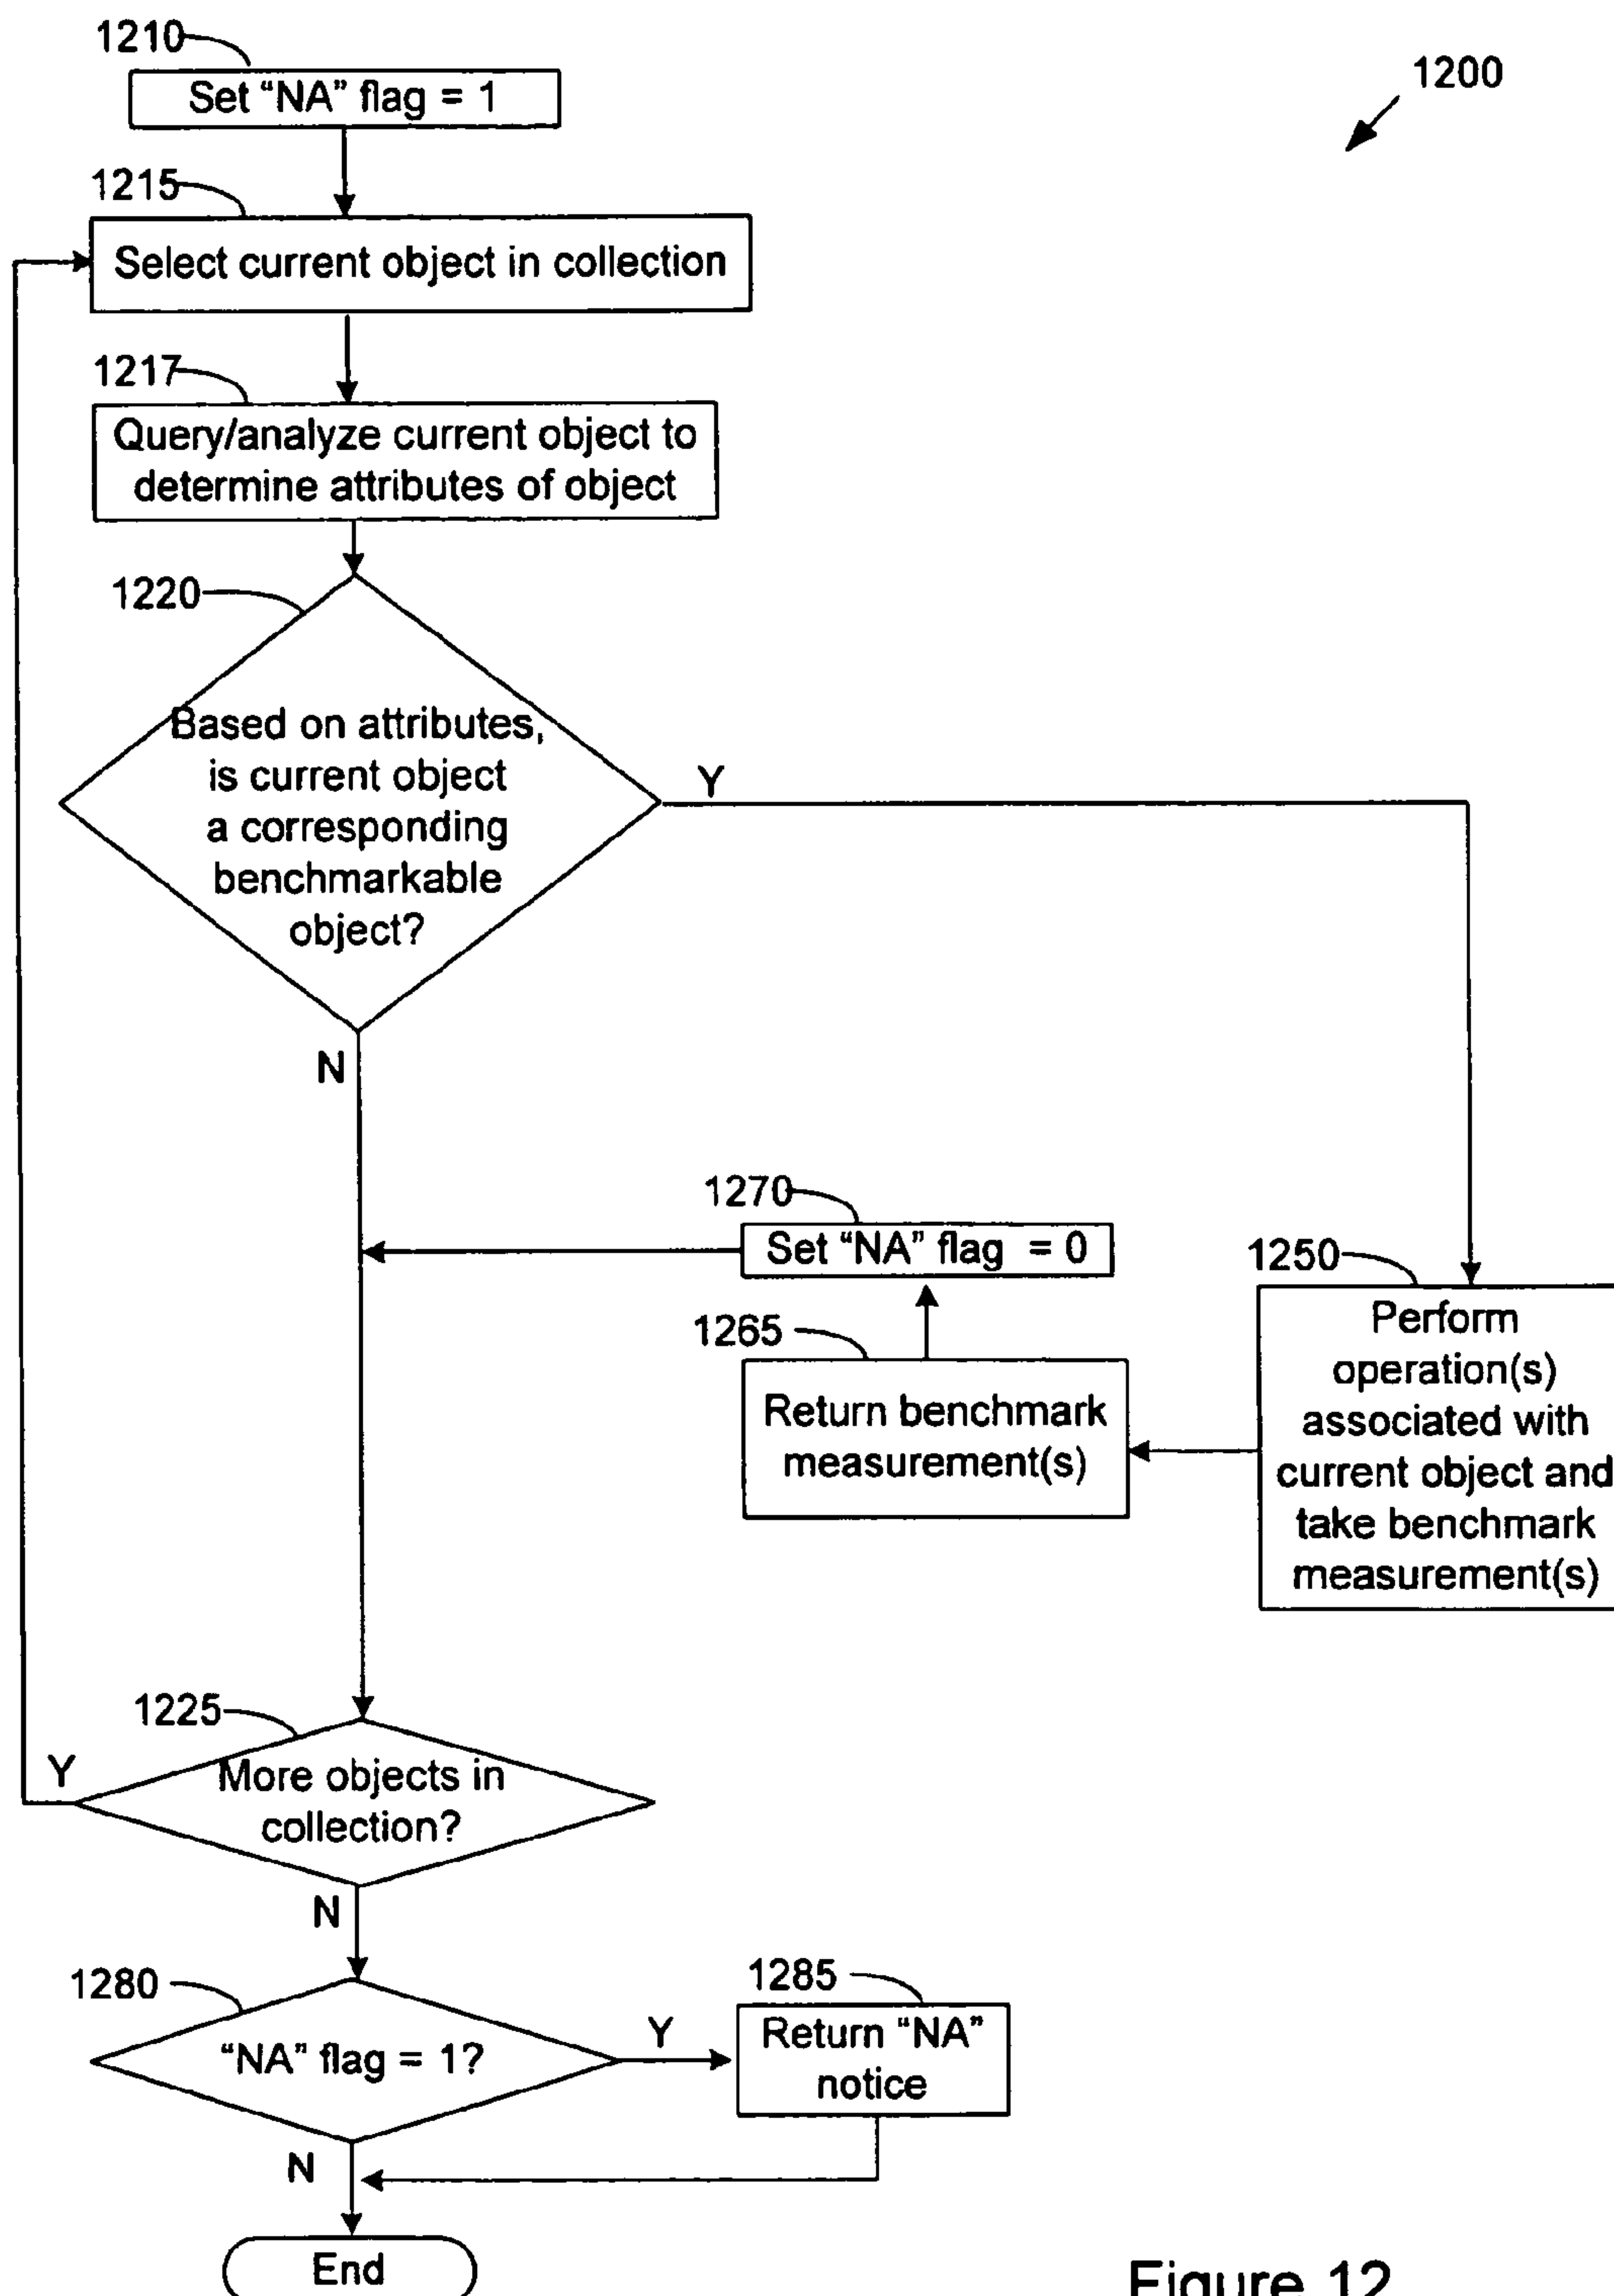 1210
Set “NA” flag = 1
1200
1215
Select current object in collection
1217
Query/analyze current object to
determine attributes of object
1220
Based on attributes,
is current object
a corresponding
benchmarkable
object?
Y
N
1270
Set “NA” flag = 0
1250
Perform
operation(s)
associated with
current object and
take benchmark
measurement(s)
1265
Return benchmark
measurement(s)
1225
Y
More objects in
collection?
N
1280
“NA” flag = 1?
Y
1285
Return “NA”
notice
N
End
Figure 12